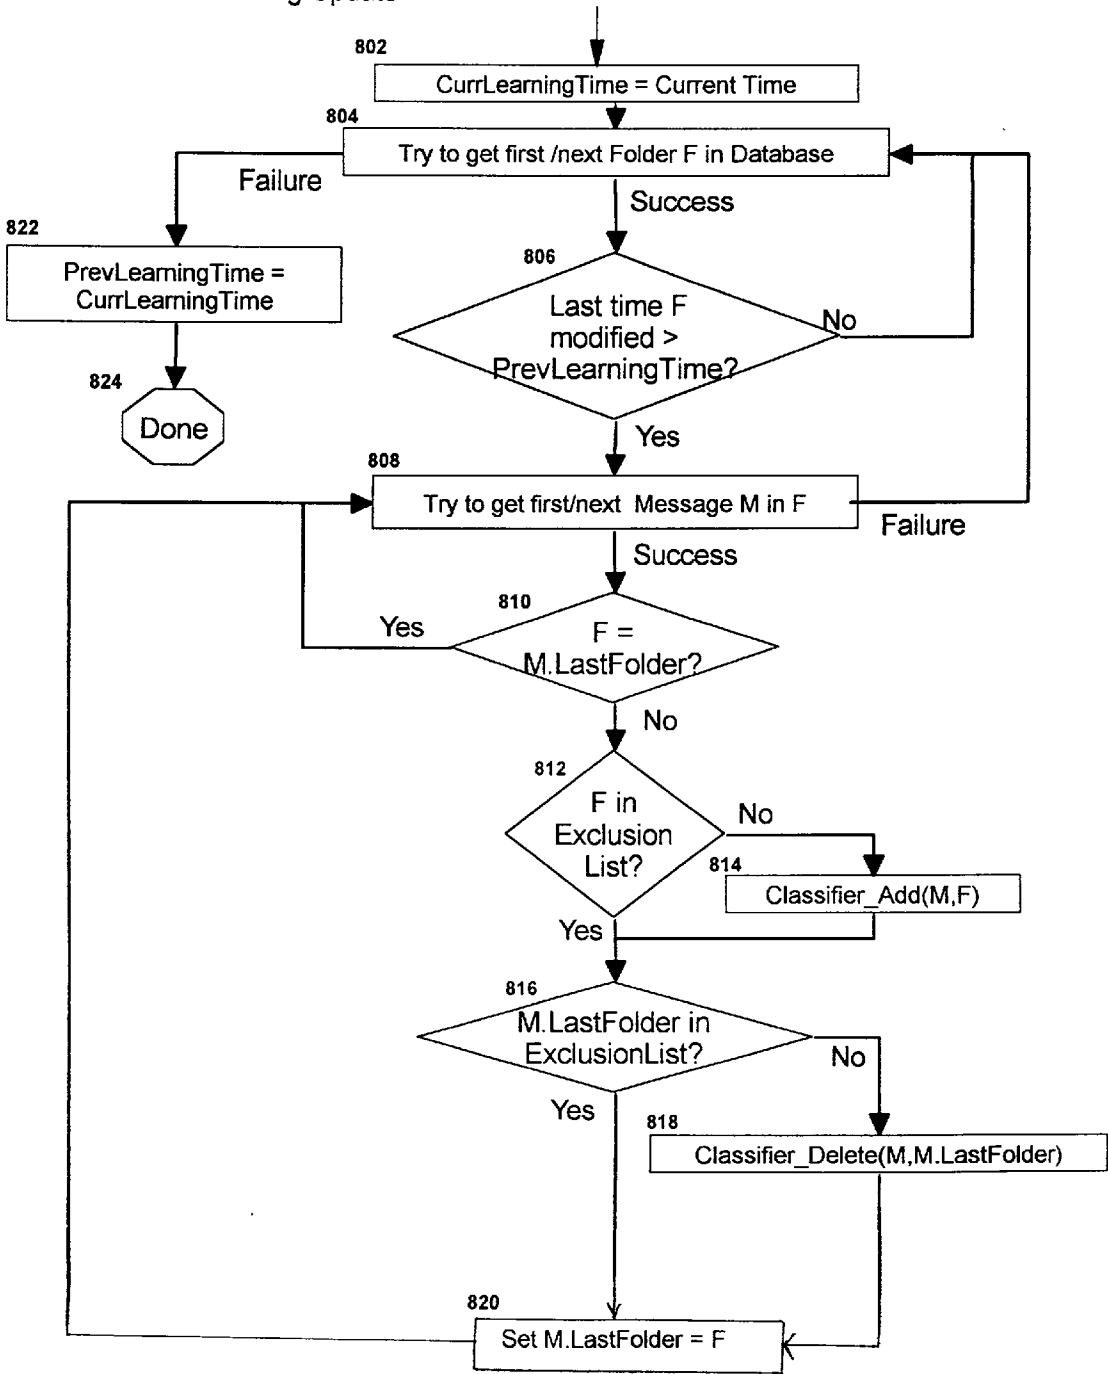 802
CurrLearningTime = Current Time
804
Try to get first /next Folder F in Database
Failure
Success
822
PrevLearningTime =
CurrLearningTime
806
Last time F
modified >
PrevLearningTime?
No
824
Done
Yes
808
Try to get first/next Message M in F
Failure
Success
810
Yes
F =
M.LastFolder?
No
812
F in
Exclusion
List?
No
814
Classifier_Add(M,F)
Yes
816
M.LastFolder in
ExclusionList?
No
Yes
818
Classifier_Delete(M,M.LastFolder)
820
Set M.LastFolder = F